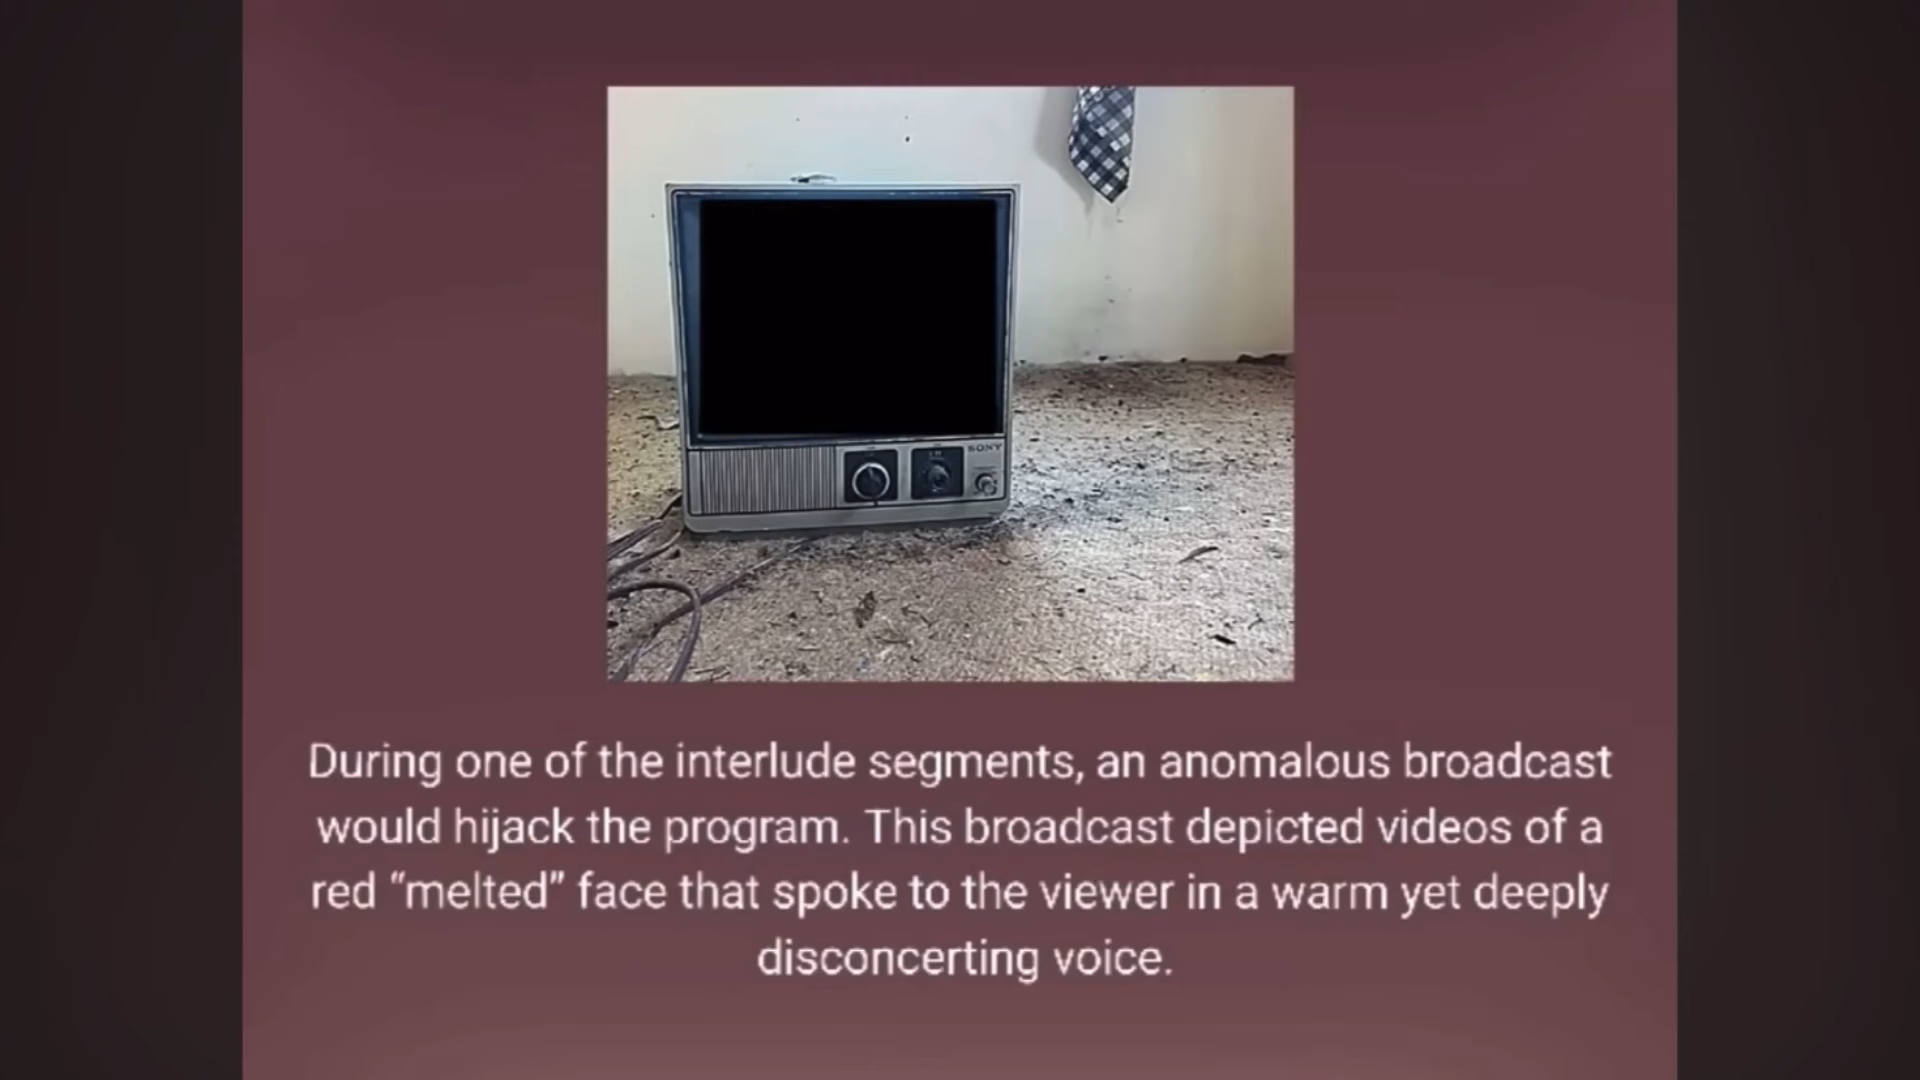 SONY
During one of the interlude segments, an anomalous broadcast
would hijack the program. This broadcast depicted videos of a
red “melted” face that spoke to the viewer in a warm yet deeply
disconcerting voice.